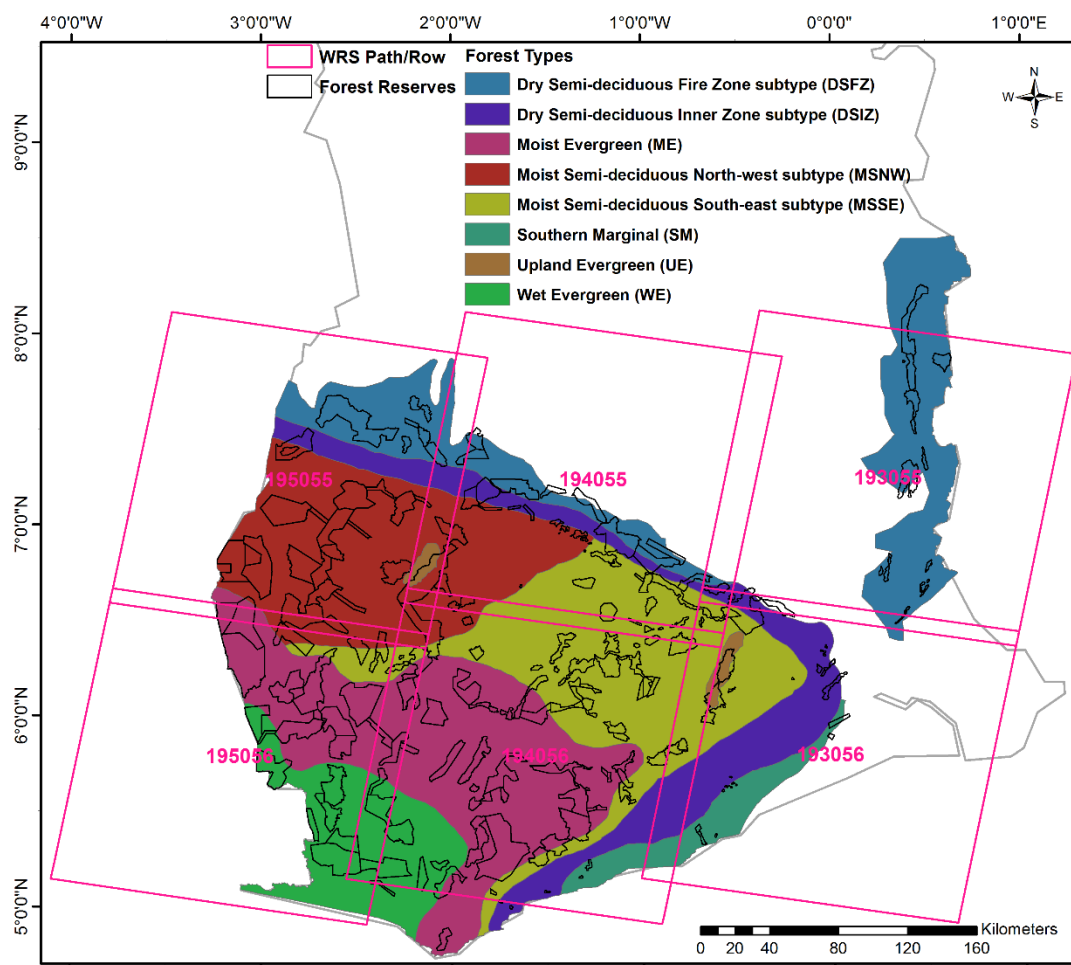 4°0'0"W 3°0'0"W 2°0'0"W 1°0'0"W 0°0'0" 1°0'0"E
WRS Path/Row
Forest Reserves
Forest Types
Dry Semi-deciduous Fire Zone subtype (DSFZ)
Dry Semi-deciduous Inner Zone subtype (DSIZ)
Moist Evergreen (ME)
Moist Semi-deciduous North-west subtype (MSNW)
Moist Semi-deciduous South-east subtype (MSSE)
Southern Marginal (SM)
Upland Evergreen (UE)
Wet Evergreen (WE)
N
W E
S
9°0'0"N
8°0'0"N
7°0'0"N
6°0'0"N
5°0'0"N
195055 194055 193055
195056 194056 193056
Kilometers
0 20 40 80 120 160